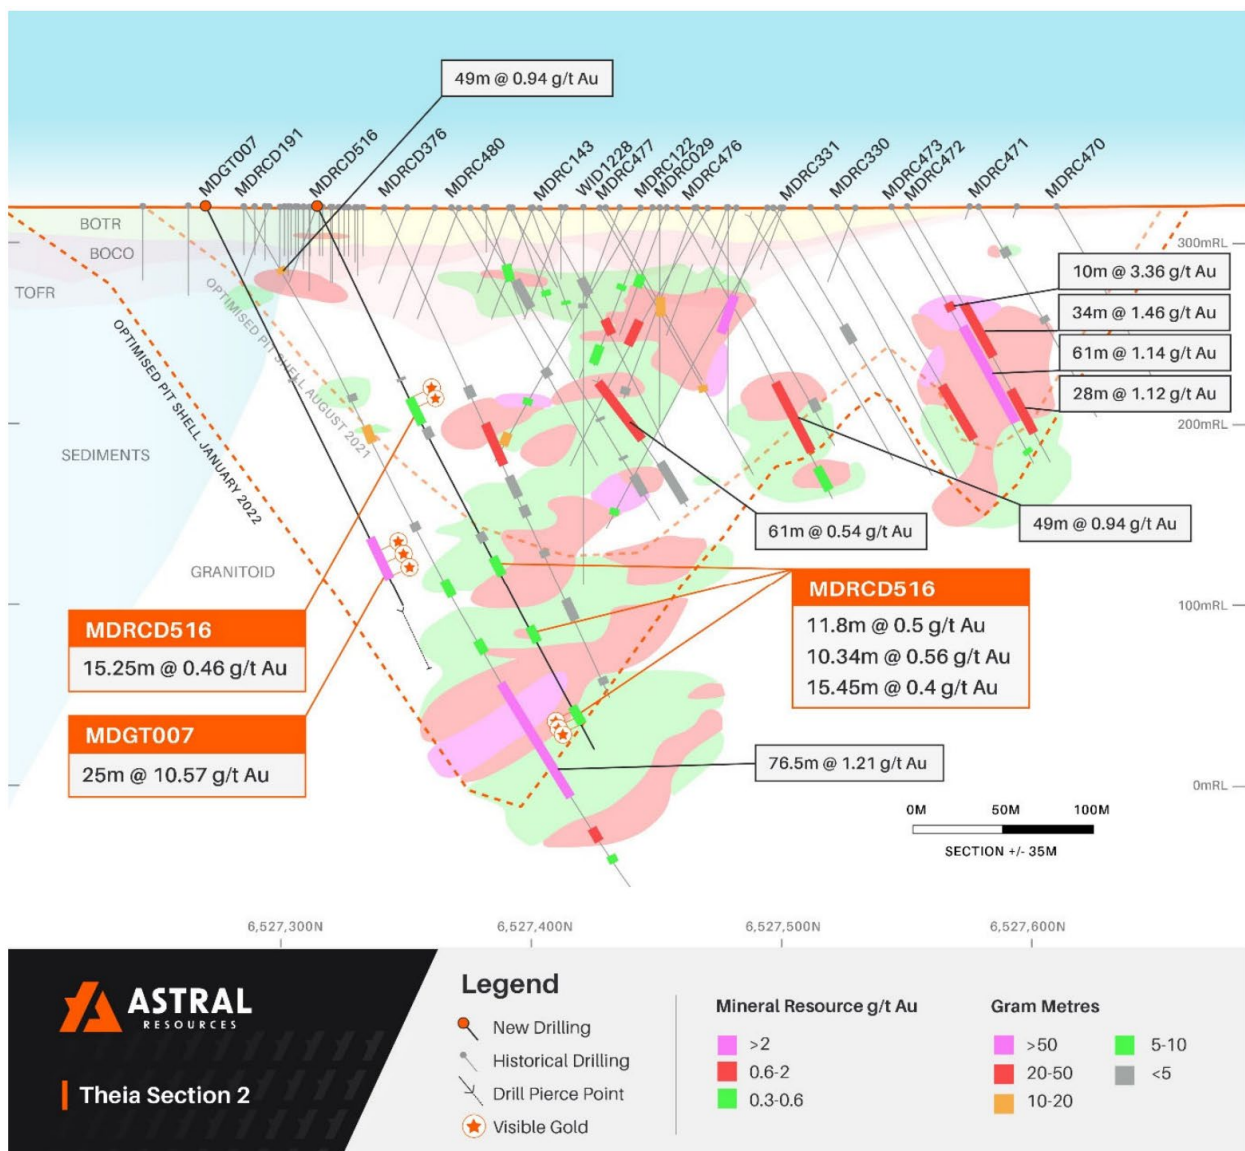 49m @ 0.94 g/t Au
MDGT007
MDRCD191
MDRCD516
MDRCD376
MDRC480
MDRC143
WID1228
MDRC477
MDRC122
MDRC029
MDRC476
MDRC331
MDRC330
MDRC473
MDRC472
MDRC471
MDRC470
BOTR
BOCO
TOFR
300mRL
10m @ 3.36 g/t Au
34m @ 1.46 g/t Au
61m @ 1.14 g/t Au
28m @ 1.12 g/t Au
OPTIMISED PIT SHELL AUGUST 2021
OPTIMISED PIT SHELL JANUARY 2022
200mRL
SEDIMENTS
61m @ 0.54 g/t Au
49m @ 0.94 g/t Au
GRANITOID
100mRL
MDRCD516
15.25m @ 0.46 g/t Au
MDRCD516
11.8m @ 0.5 g/t Au
10.34m @ 0.56 g/t Au
15.45m @ 0.4 g/t Au
MDGT007
25m @ 10.57 g/t Au
76.5m @ 1.21 g/t Au
0mRL
0M 50M 100M
SECTION +/- 35M
6,527,300N 6,527,400N 6,527,500N 6,527,600N
ASTRAL
RESOURCES
Theia Section 2
Legend
New Drilling
Historical Drilling
Drill Pierce Point
Visible Gold
Mineral Resource g/t Au
>2
0.6-2
0.3-0.6
Gram Metres
>50
20-50
10-20
5-10
<5